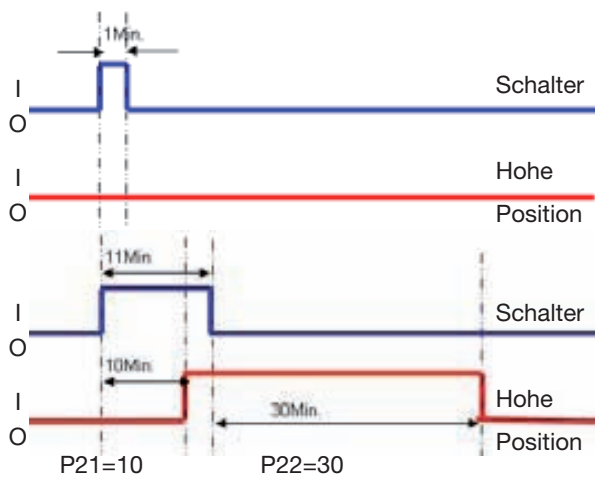 1Min.
I
Schalter
O
I
Hohe
O
Position
11Min
I
Schalter
O
10Min.
I
Hohe
30Min.
O
Position
P21=10 P22=30